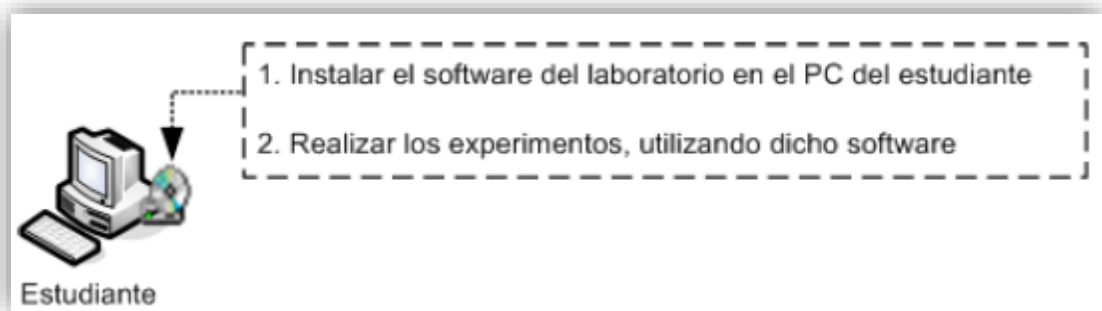 1. Instalar el software del laboratorio en el PC del estudiante
2. Realizar los experimentos, utilizando dicho software
Estudiante